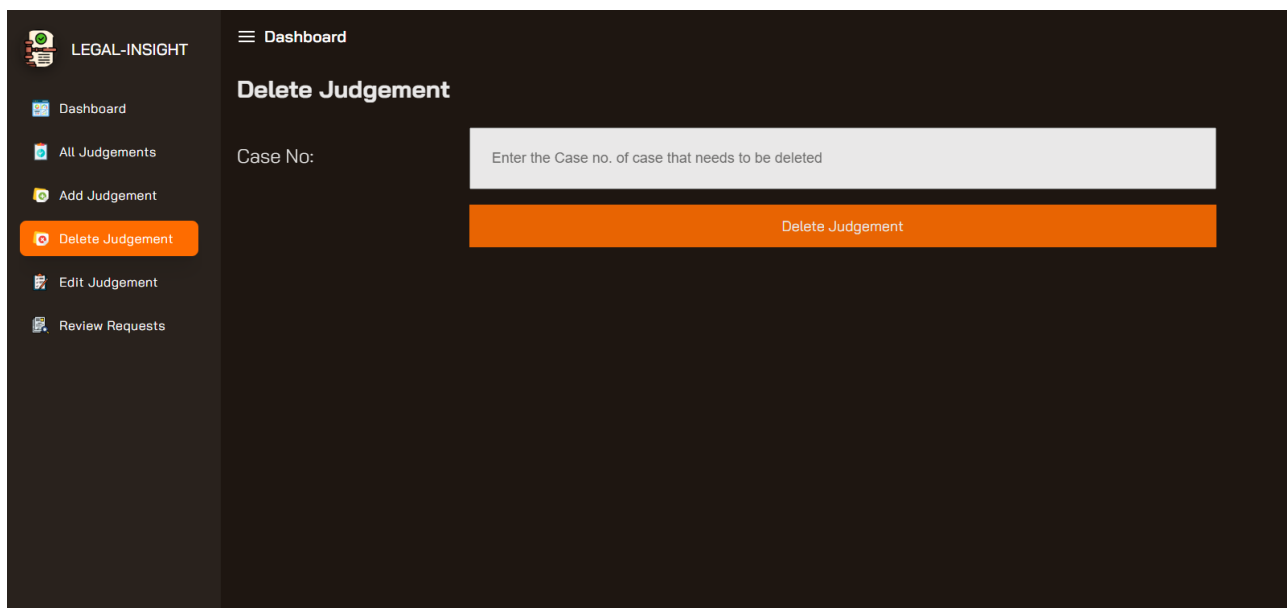 LEGAL-INSIGHT
Dashboard
All Judgements
Add Judgement
Delete Judgement
Edit Judgement
Review Requests
Dashboard
Delete Judgement
Case No:
Enter the Case no. of case that needs to be deleted
Delete Judgement